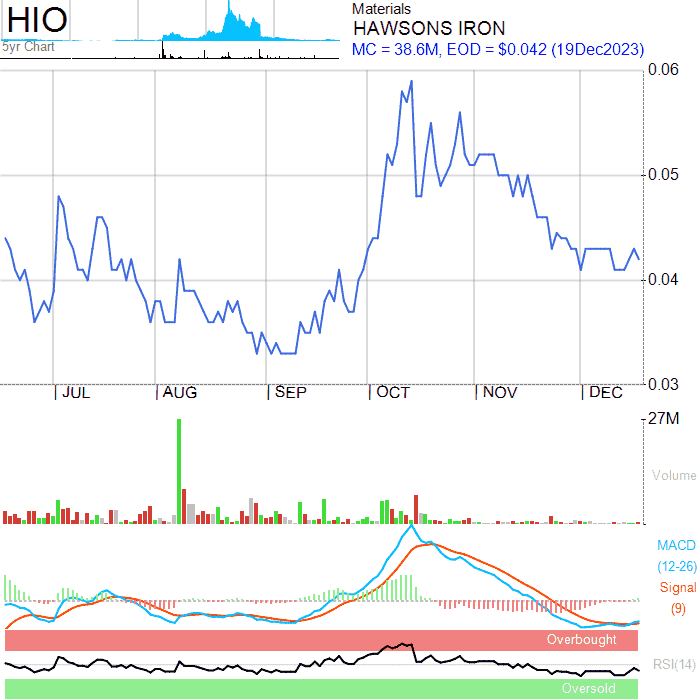 HIO
5yr Chart
Materials
HAWSONS IRON
MC = 38.6M, EOD = $0.042 (19Dec2023)
0.06
0.05
0.04
0.03
JUL AUG SEP OCT NOV DEC
27M
Volume
MACD
(12-26)
Signal
(9)
Overbought
RSI(14)
Oversold